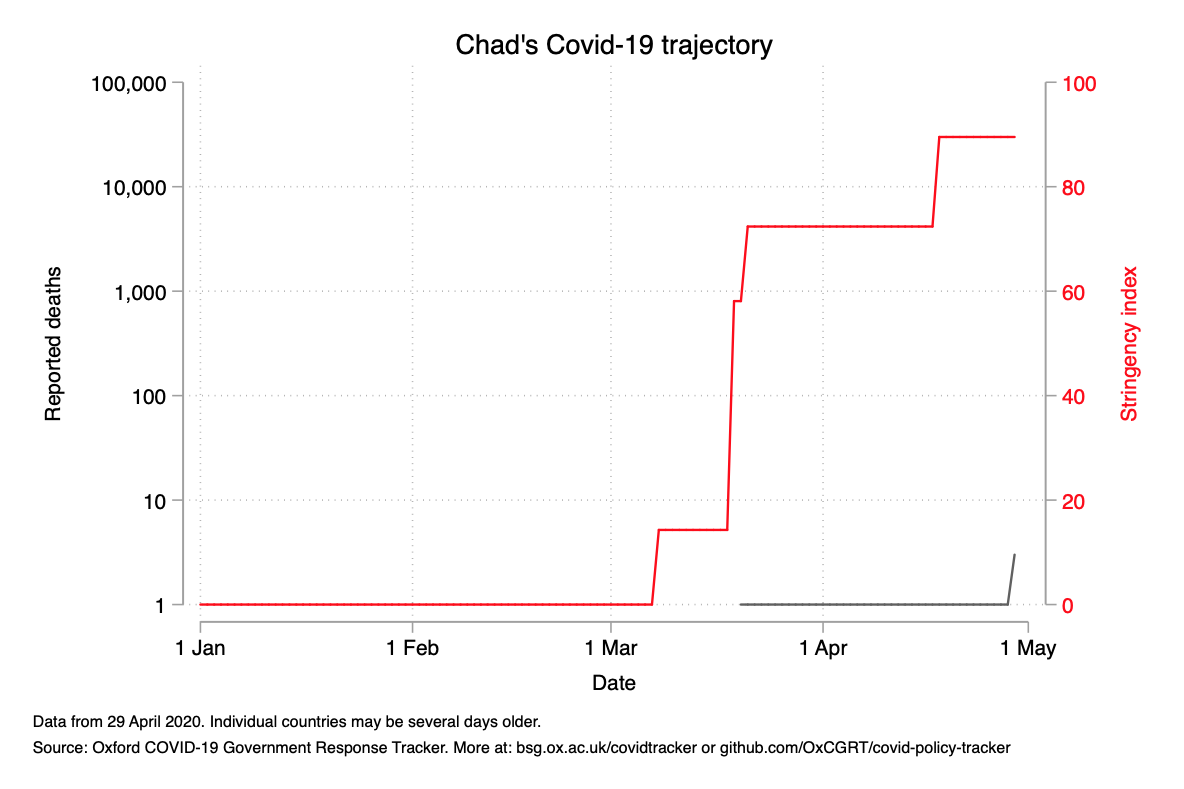 Chad's Covid-19 trajectory
100,000
10,000
1,000
100
10
1
Reported deaths
100
80
60
40
20
0
Stringency index
1 Jan
1 Feb
1 Mar
1 Apr
1 May
Date
Data from 29 April 2020. Individual countries may be several days older.
Source: Oxford COVID-19 Government Response Tracker. More at: bsg.ox.ac.uk/covidtracker or github.com/OxCGRT/covid-policy-tracker